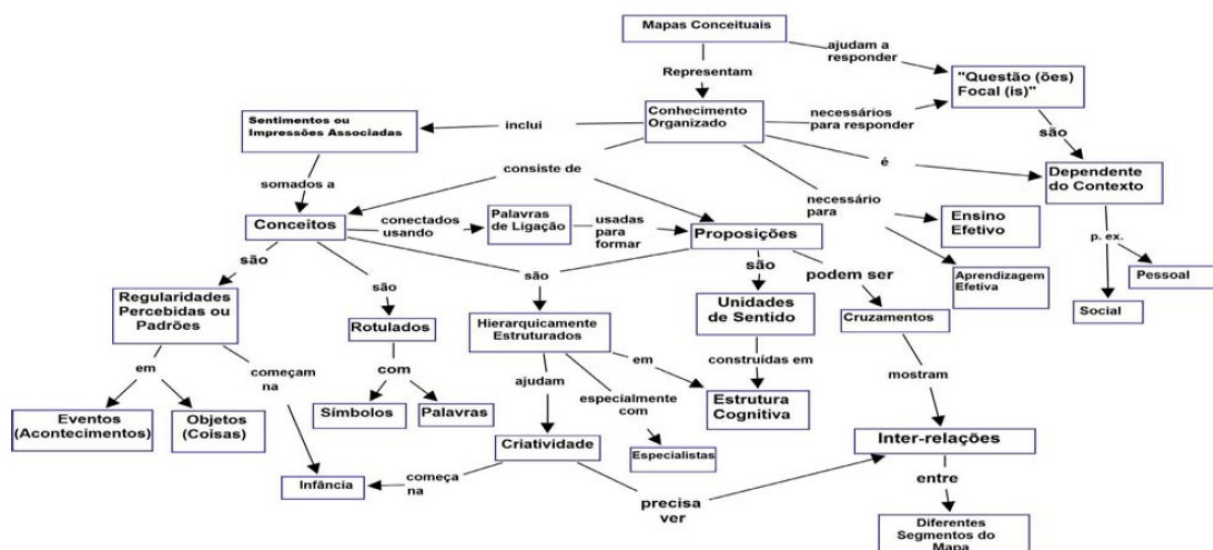 Mapas Conceituais
ajudam a
responder
Representam
"Questão (ões)
Focal (is)"
Sentimentos ou
Impressões Associadas
inclui
Conhecimento
Organizado
necessários
para responder
são
consiste de
é
Dependente
do Contexto
somados a
necessário
para
Conceitos
conectados
usando
Palavras
de Ligação
usadas
para
formar
Proposições
Ensino
Efetivo
p. ex.
são
são
são
são
podem ser
Aprendizagem
Efetiva
Pessoal
Social
Regularidades
Percebidas ou
Padrões
Rotulados
Hierarquicamente
Estruturados
Unidades
de Sentido
Cruzamentos
em
começam
na
com
ajudam
em
especialmente
com
construídas em
mostram
Eventos
(Acontecimentos)
Objetos
(Coisas)
Símbolos
Palavras
Estrutura
Cognitiva
Criatividade
Especialistas
Inter-relações
Infância
começa
na
precisa
ver
entre
Diferentes
Segmentos do
Mapa